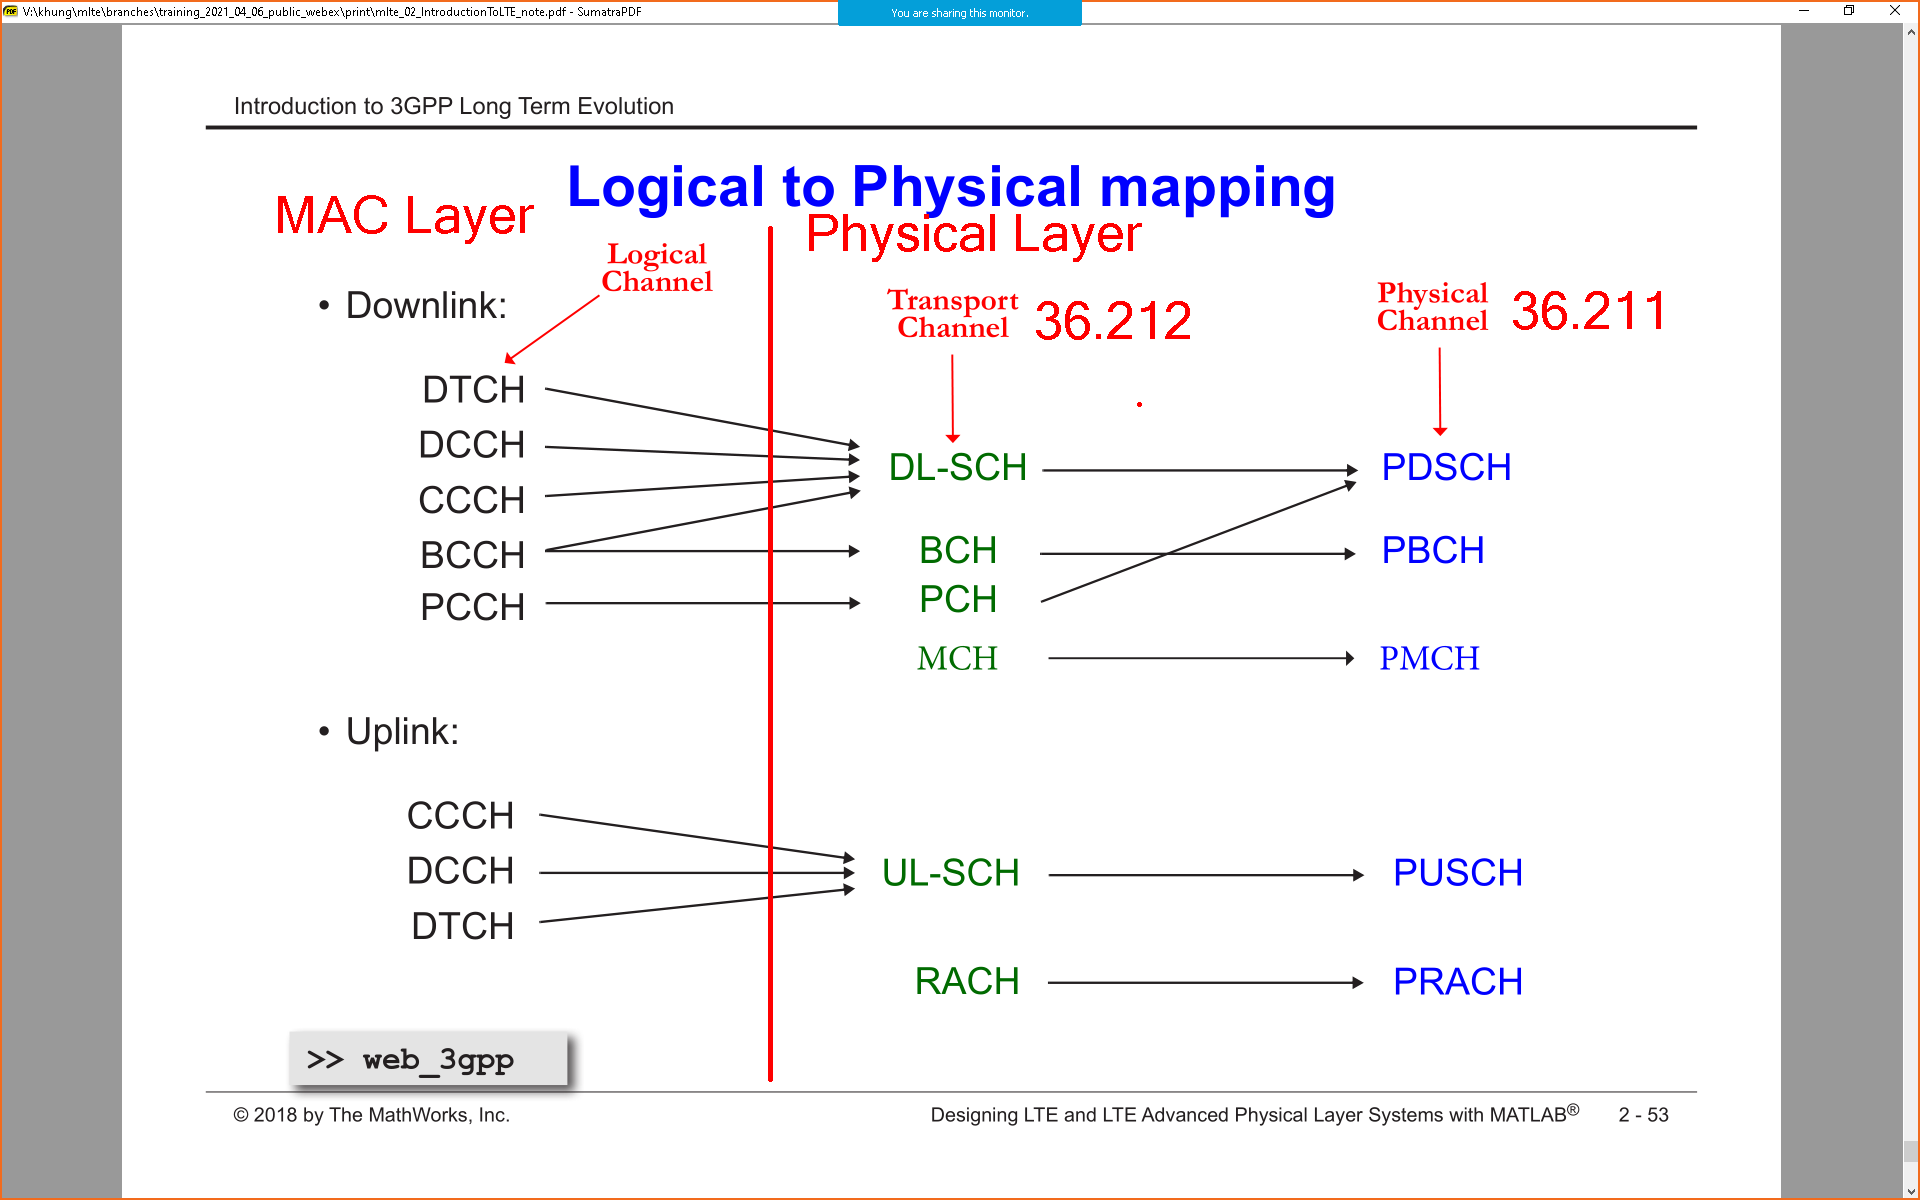 V:\khung\mlte\branches\training_2021_04_06_public_webex\print\mlte_02_IntroductionToLTE_note.pdf - SumatraPDF
You are sharing this monitor.
Introduction to 3GPP Long Term Evolution
Logical to Physical mapping
MAC Layer
Physical Layer
Logical
Channel
• Downlink:
Transport
Channel
36.212
Physical
Channel
36.211
DTCH
DCCH
CCCH
BCCH
PCCH
DL-SCH
BCH
PCH
MCH
PDSCH
PBCH
PMCH
• Uplink:
CCCH
DCCH
DTCH
UL-SCH
RACH
PUSCH
PRACH
>> web_3gpp
© 2018 by The MathWorks, Inc.
Designing LTE and LTE Advanced Physical Layer Systems with MATLAB® 2 - 53